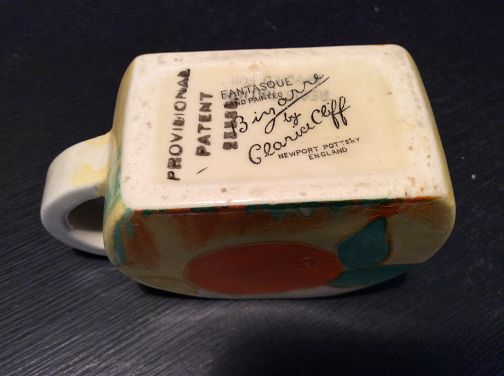 PROVISIONAL
PATENT
FANTASQUE
HAND PAINTED
Bizarre
by
Clarice Cliff
NEWPORT POTTERY
ENGLAND